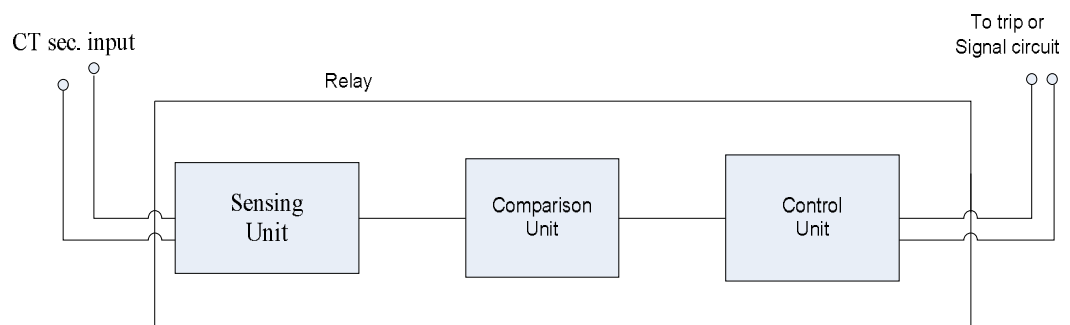 To trip or
Signal circuit
CT sec. input
Relay
Sensing
Unit
Comparison
Unit
Control
Unit